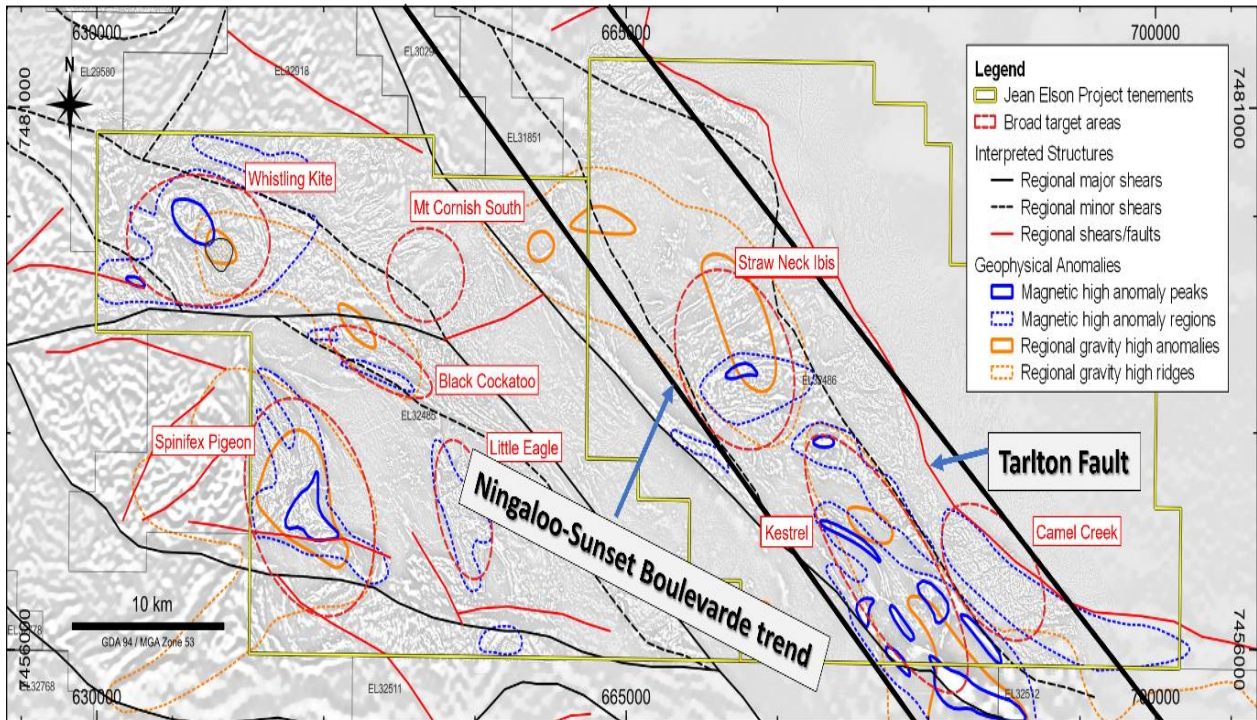 630000
665000
700000
EL29580
EL32918
EL3029
EL31851
N
7481000
7481000
Legend
Jean Elson Project tenements
Broad target areas
Interpreted Structures
Regional major shears
Regional minor shears
Regional shears/faults
Geophysical Anomalies
Magnetic high anomaly peaks
Magnetic high anomaly regions
Regional gravity high anomalies
Regional gravity high ridges
Whistling Kite
Mt Cornish South
Straw Neck Ibis
Black Cockatoo
EL32486
EL32485
Spinifex Pigeon
Little Eagle
Tarlton Fault
Ningaloo-Sunset Boulevarde trend
Kestrel
Camel Creek
10 km
GDA 94 / MGA Zone 53
7456000
7456000
EL32768
EL32511
EL32512
630000
665000
700000